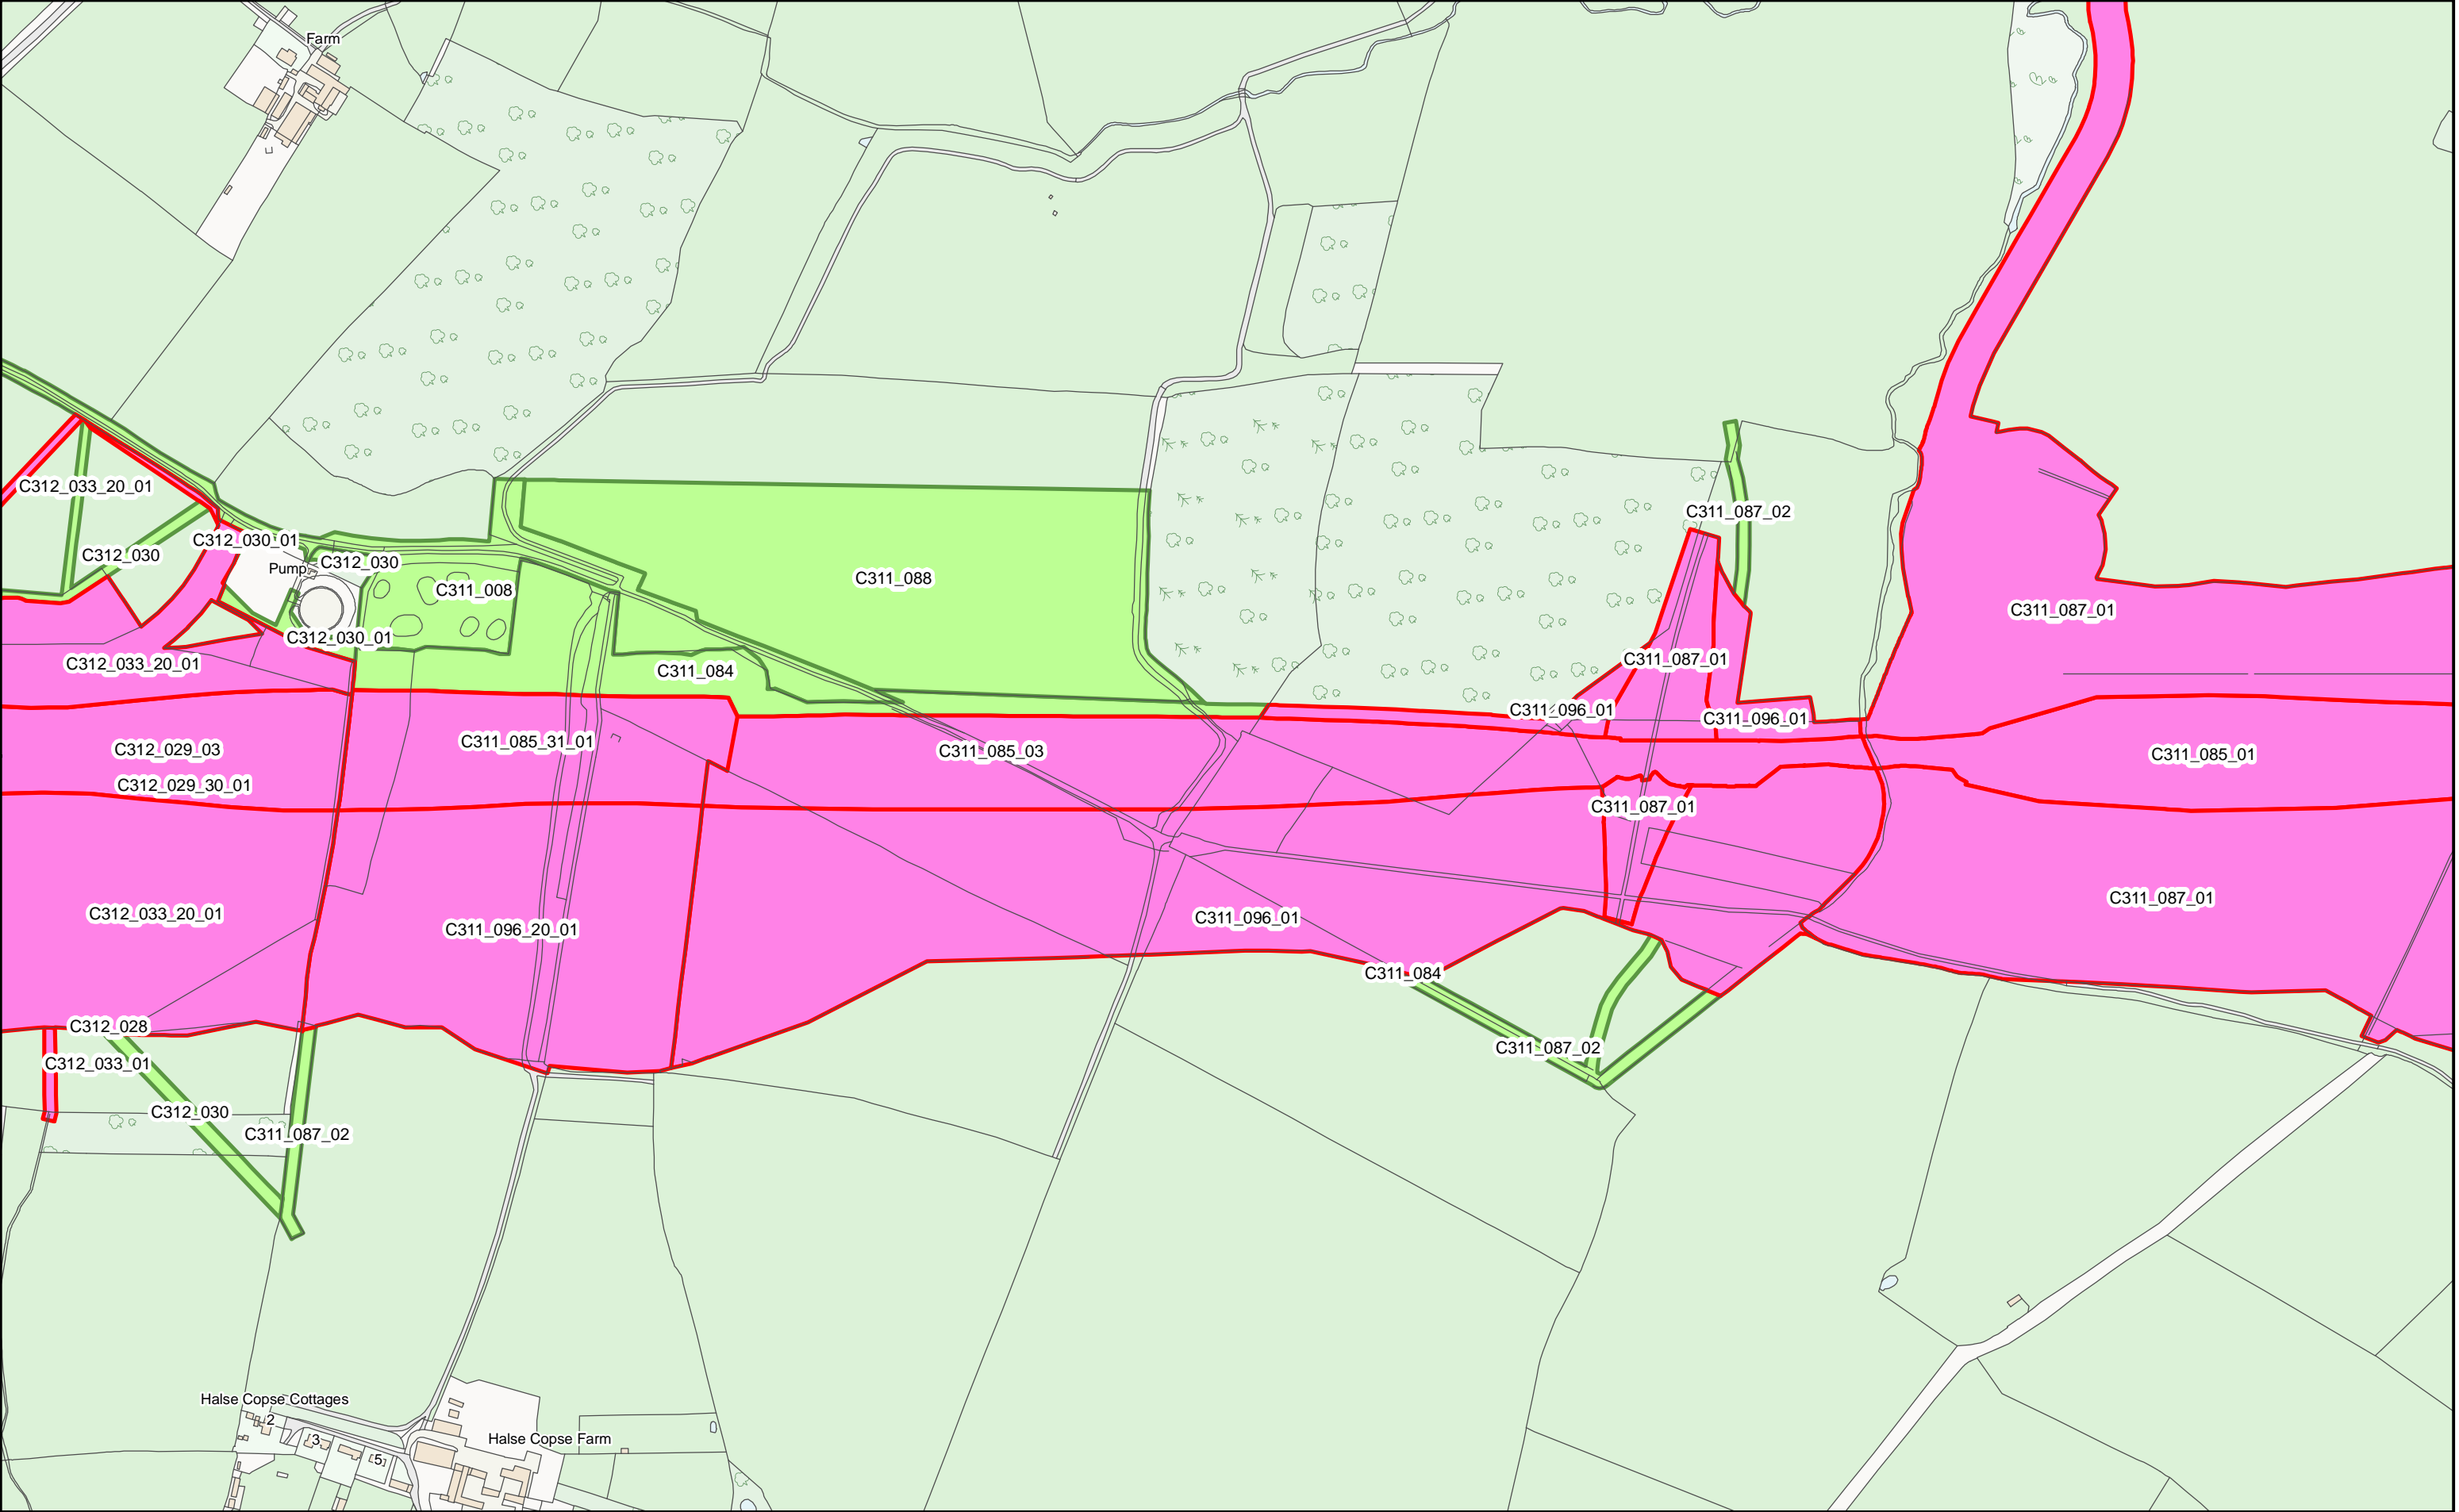 Farm
C312_033_20_01
C311_087_02
C312_030_01
C312_030
C312_030
Pump
C311_088
C311_008
C311_087_01
C312_030_01
C312_033_20_01
C311_084
C311_087_01
C311_096_01
C311_096_01
C312_029_03
C311_085_31_01
C311_085_03
C311_085_01
C312_029_30_01
C311_087_01
C312_033_20_01
C311_096_20_01
C311_096_01
C311_087_01
C311_084
C312_028
C312_033_01
C311_087_02
C312_030
C311_087_02
Halse Copse Cottages
2
3
5
Halse Copse Farm